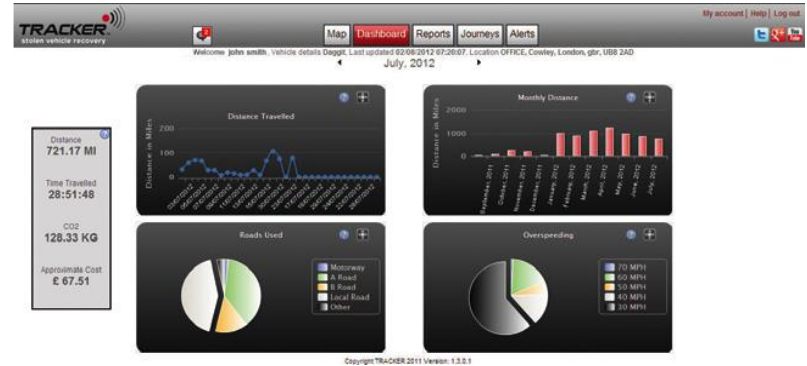 My account | Help | Log out
TRACKER
stolen vehicle recovery
2
Map
Dashboard
Reports
Journeys
Alerts
You
Tube
Welcome john smith, Vehicle details Daggit, Last updated 02/08/2012 07:20:07, Location OFFICE, Cowley, London, gbr, UB8 2AD
July, 2012
Distance
721.17 MI
Time Travelled
28:51:48
CO2
128.33 KG
Approximate Cost
£ 67.51
Distance Travelled
Distance in Miles
200
100
0
Monthly Distance
Distance in Miles
2000
1000
0
September, 2011
October, 2011
November, 2011
December, 2011
January, 2012
February, 2012
March, 2012
April, 2012
May, 2012
June, 2012
July, 2012
Roads Used
Motorway
A Road
B Road
Local Road
Other
Overspeeding
70 MPH
60 MPH
50 MPH
40 MPH
30 MPH
Copyright TRACKER 2011 Version: 1.3.0.1